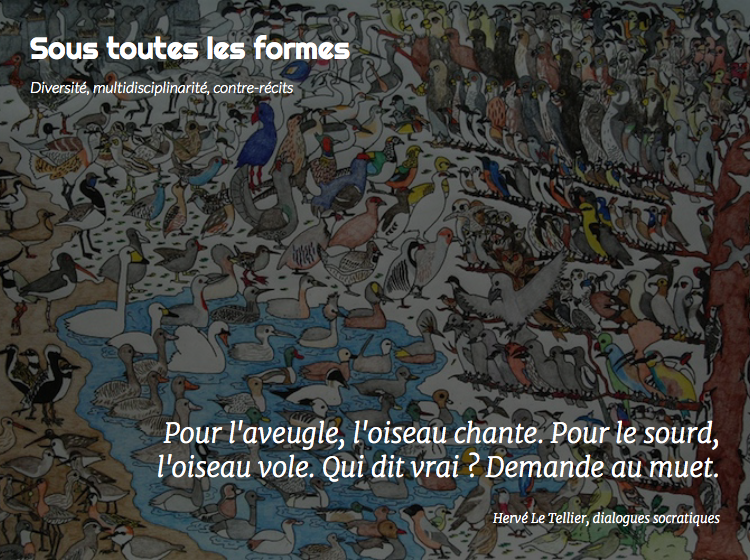 Sous toutes les formes
Diversité, multidisciplinarité, contre-récits
Pour l'aveugle, l'oiseau chante. Pour le sourd,
l'oiseau vole. Qui dit vrai ? Demande au muet.
Hervé Le Tellier, dialogues socratiques